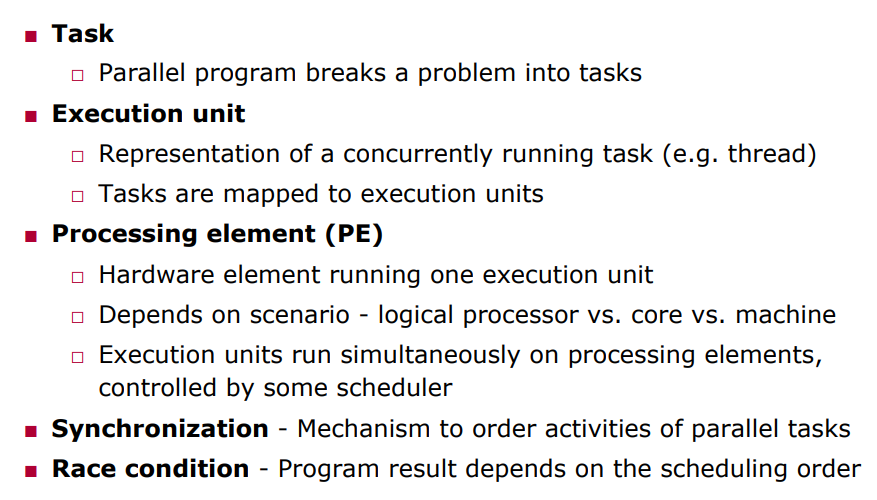 Task
Parallel program breaks a problem into tasks
Execution unit
Representation of a concurrently running task (e.g. thread)
Tasks are mapped to execution units
Processing element (PE)
Hardware element running one execution unit
Depends on scenario - logical processor vs. core vs. machine
Execution units run simultaneously on processing elements,
controlled by some scheduler
Synchronization - Mechanism to order activities of parallel tasks
Race condition - Program result depends on the scheduling order